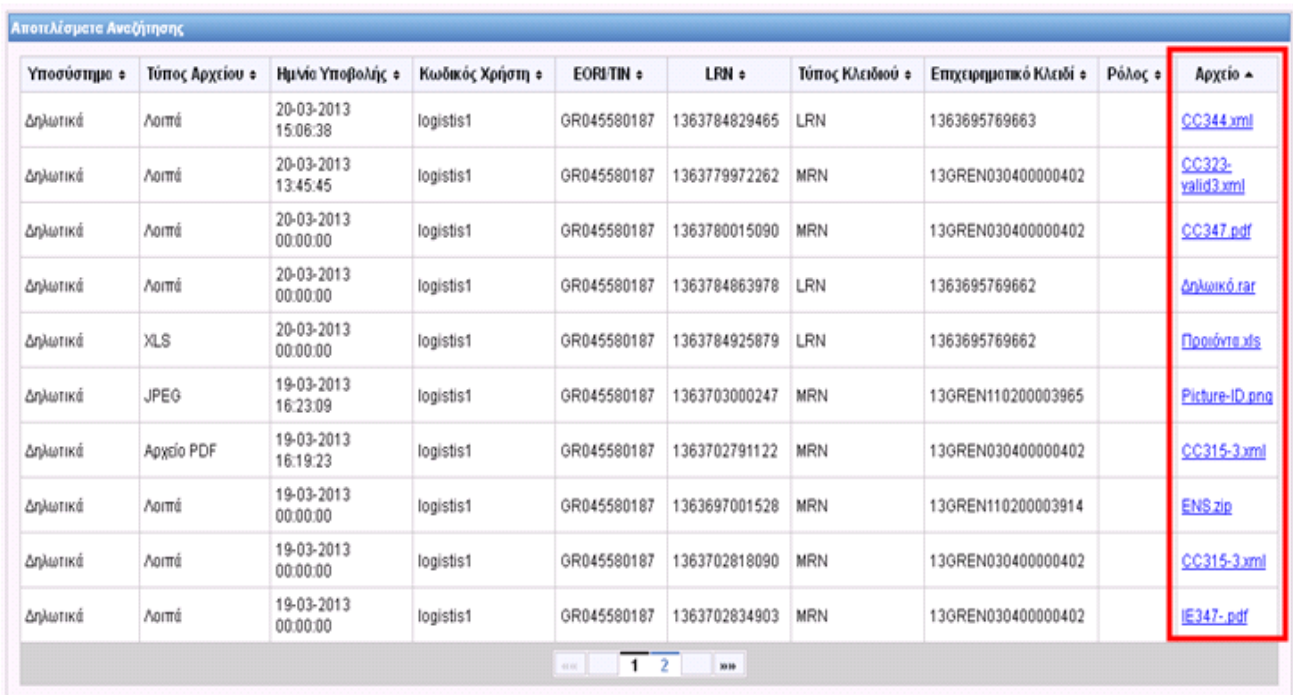 Αποτελέσματα Αναζήτησης
Υποσύστημα Τύπος Αρχείου Ημ/νία Υποβολής Κωδικός Χρήστη EORI/TIN LRN Τύπος Κλειδιού Επιχειρηματικό Κλειδί Ρόλος Αρχείο
Δηλωτικά Λοιπά 20-03-2013 15:06:38 logistis1 GR045580187 1363784829465 LRN 1363695769663 CC344.xml
Δηλωτικά Λοιπά 20-03-2013 13:45:45 logistis1 GR045580187 1363779972262 MRN 13GREN030400000402 CC323-valid3.xml
Δηλωτικά Λοιπά 20-03-2013 00:00:00 logistis1 GR045580187 1363780015090 MRN 13GREN030400000402 CC347.pdf
Δηλωτικά Λοιπά 20-03-2013 00:00:00 logistis1 GR045580187 1363784863978 LRN 1363695769662 Δηλωικό.rar
Δηλωτικά XLS 20-03-2013 00:00:00 logistis1 GR045580187 1363784925879 LRN 1363695769662 Προιόντα.xls
Δηλωτικά JPEG 19-03-2013 16:23:09 logistis1 GR045580187 1363703000247 MRN 13GREN110200003965 Picture-ID.png
Δηλωτικά Αρχείο PDF 19-03-2013 16:19:23 logistis1 GR045580187 1363702791122 MRN 13GREN030400000402 CC315-3.xml
Δηλωτικά Λοιπά 19-03-2013 00:00:00 logistis1 GR045580187 1363697001528 MRN 13GREN110200003914 ENS.zip
Δηλωτικά Λοιπά 19-03-2013 00:00:00 logistis1 GR045580187 1363702818090 MRN 13GREN030400000402 CC315-3.xml
Δηλωτικά Λοιπά 19-03-2013 00:00:00 logistis1 GR045580187 1363702834903 MRN 13GREN030400000402 IE347-.pdf
«« 1 2 »»